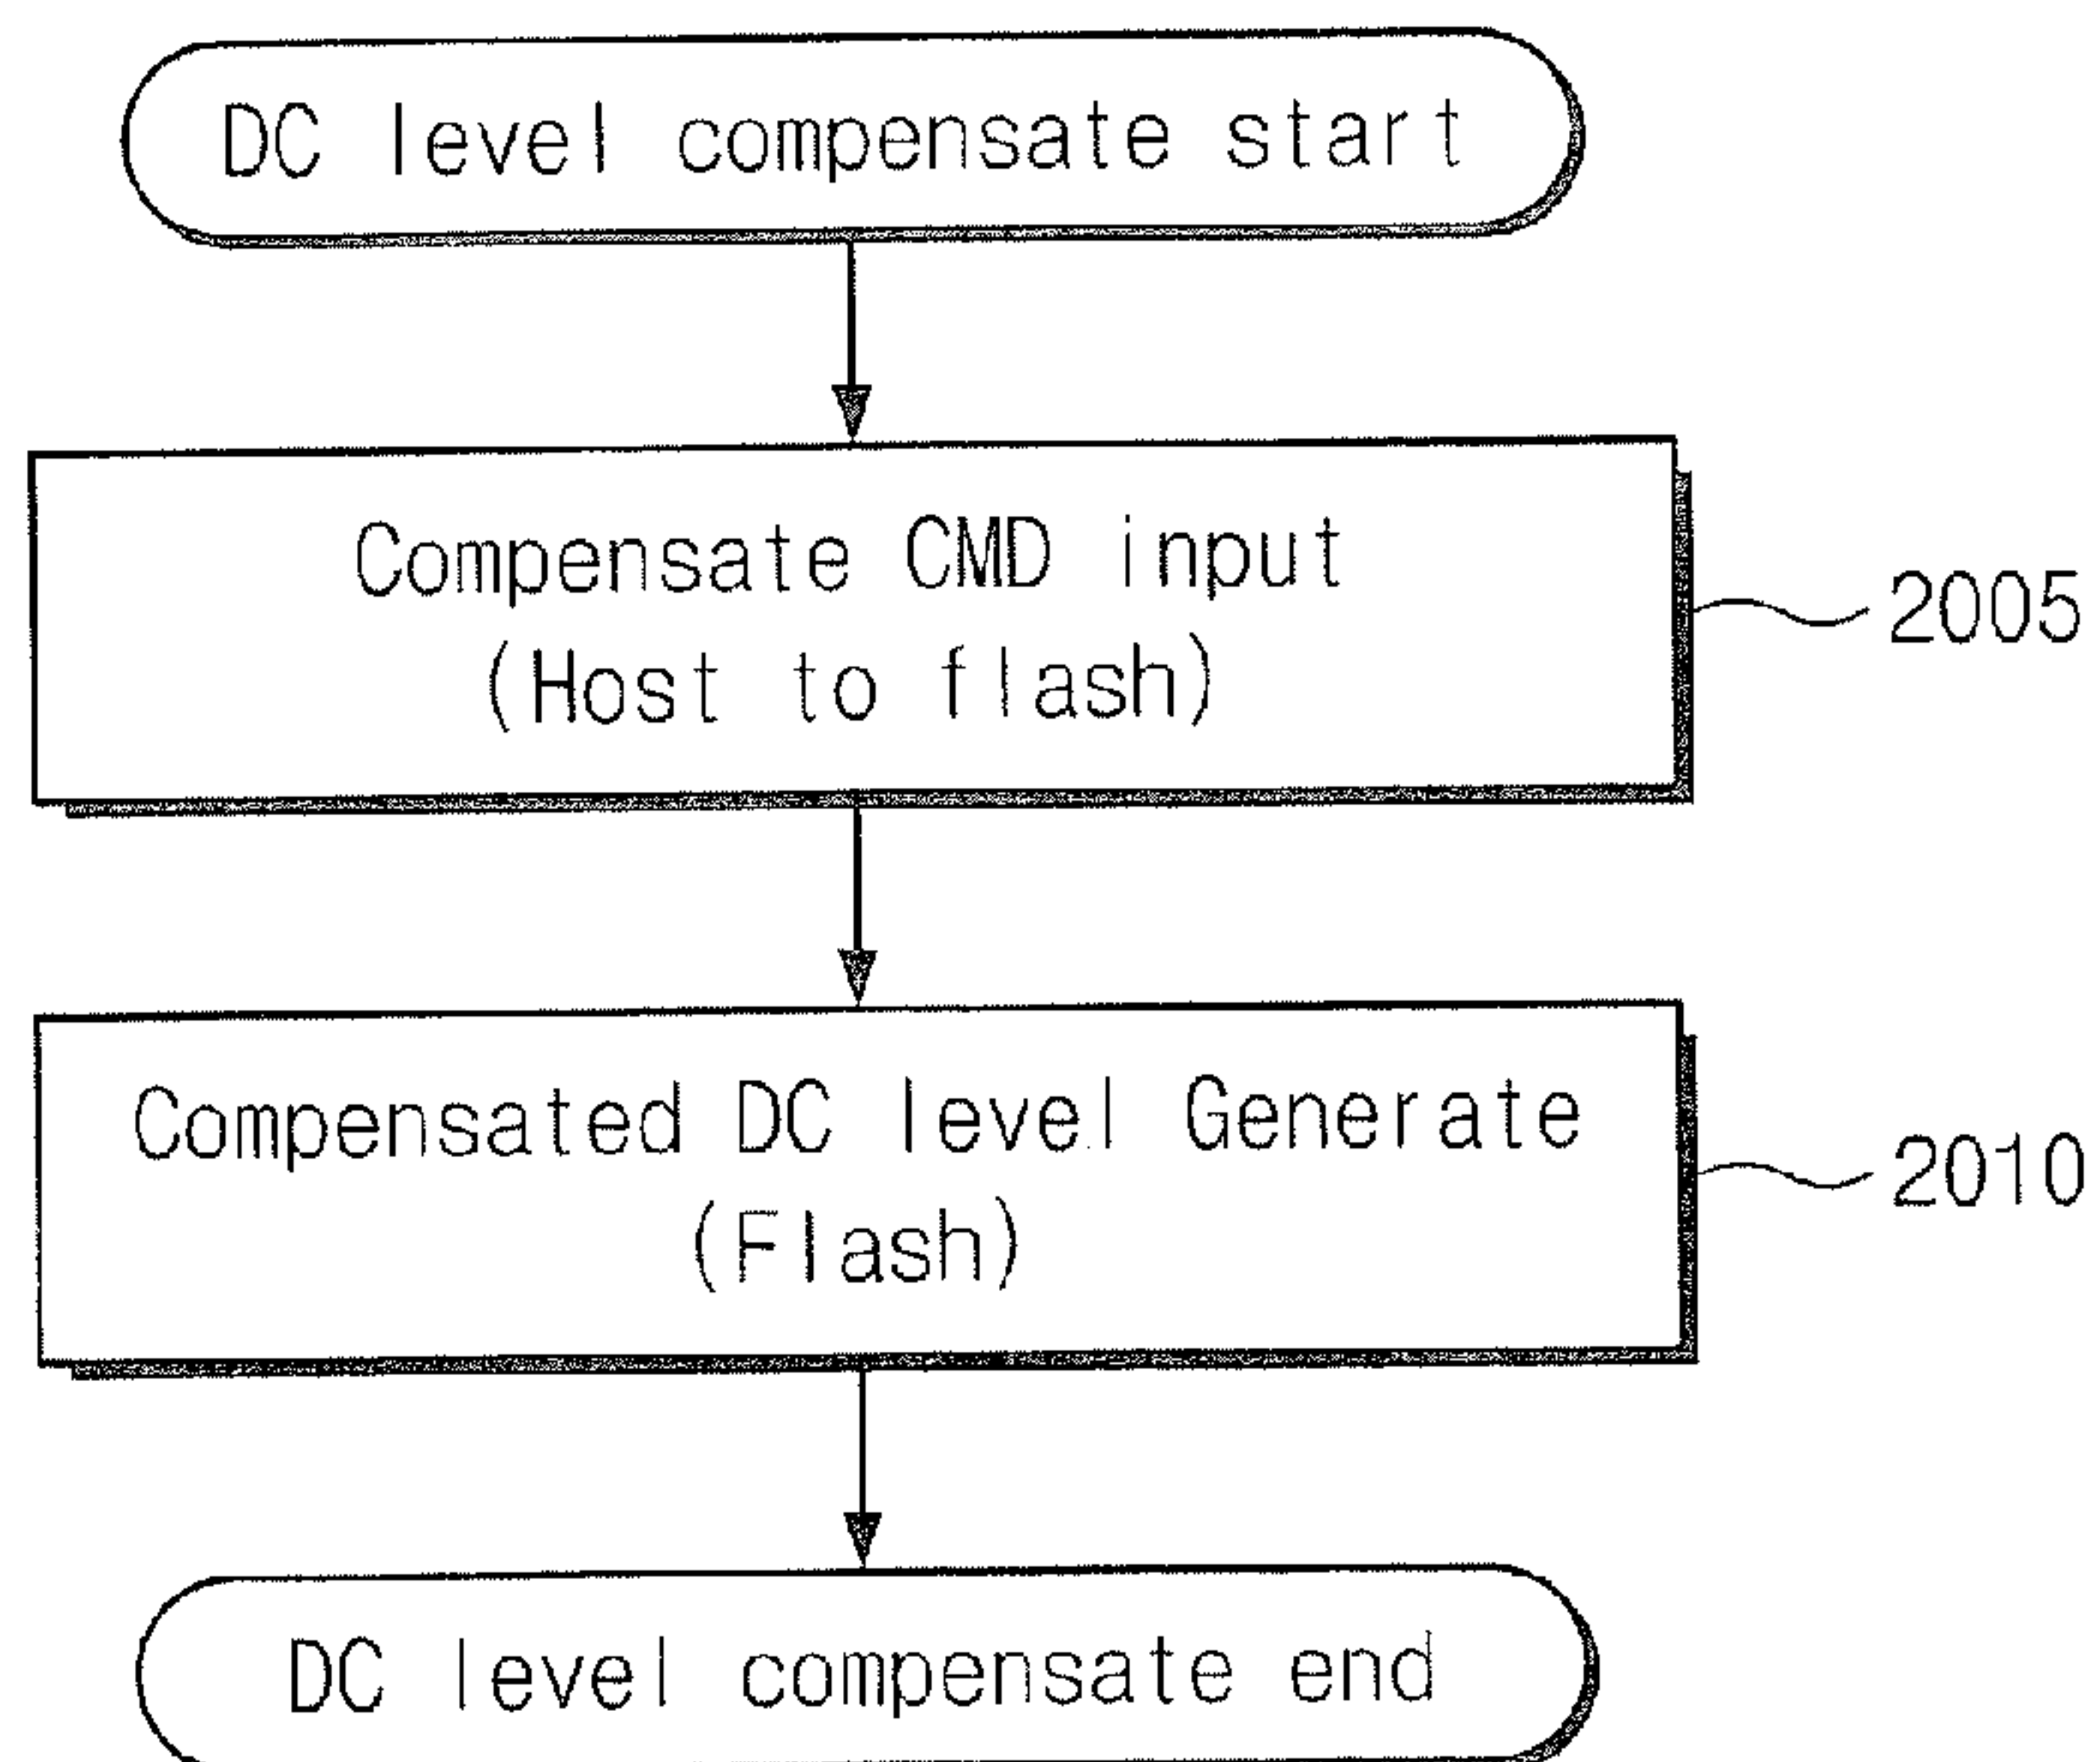 DC level compensate start
Compensate CMD input
(Host to flash)
2005
Compensated DC level Generate
(Flash)
2010
DC level compensate end